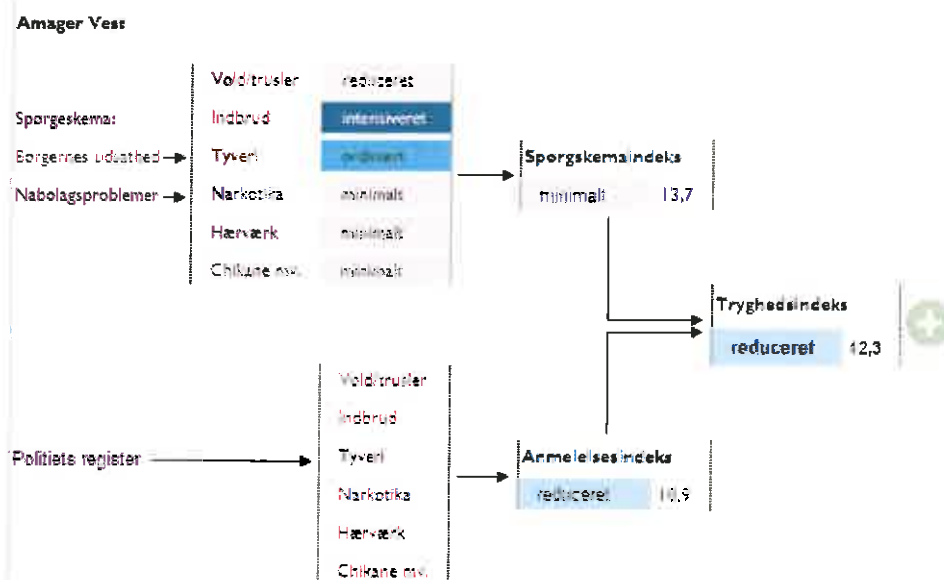 Amager Vest
Vold/trusler reduceret
Spørgeskema: Indbrud intensiveret
Borgernes udsathed Tyveri ordinært
Nabolagsproblemer Narkotika minimalt
Hærværk minimalt
Chikane mv. minimalt
Spørgskemaindeks
minimalt 13,7
Tryghedsindeks
reduceret 12,3
Vold/trusler
Indbrud
Politiets register Tyveri
Narkotika
Hærværk
Chikane mv.
Anmelelsesindeks
reduceret